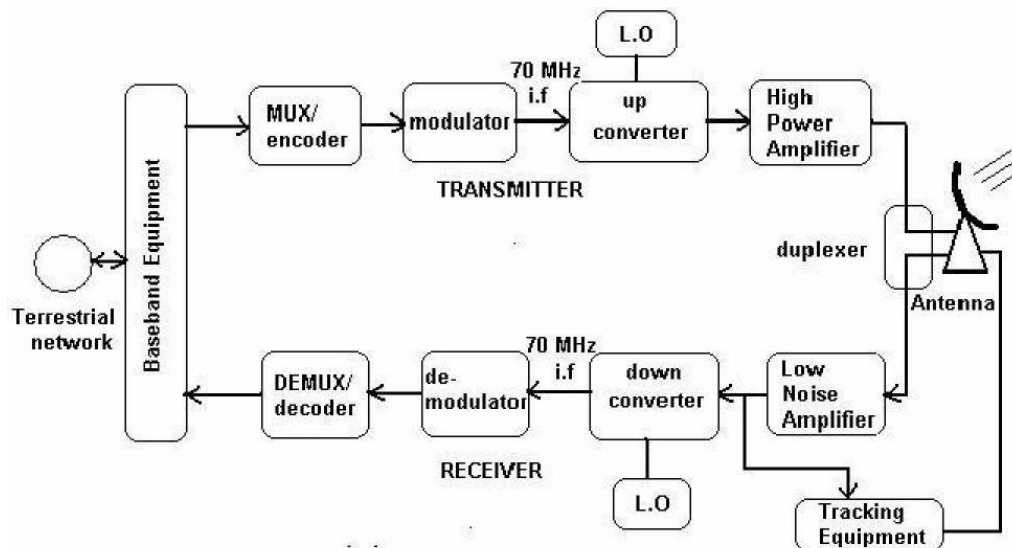 L.O
70 MHz
i.f
MUX/
encoder
modulator
up
converter
High
Power
Amplifier
TRANSMITTER
Baseband Equipment
duplexer
Terrestrial
network
Antenna
70 MHz
i.f
DEMUX/
decoder
de-
modulator
down
converter
Low
Noise
Amplifier
RECEIVER
L.O
Tracking
Equipment